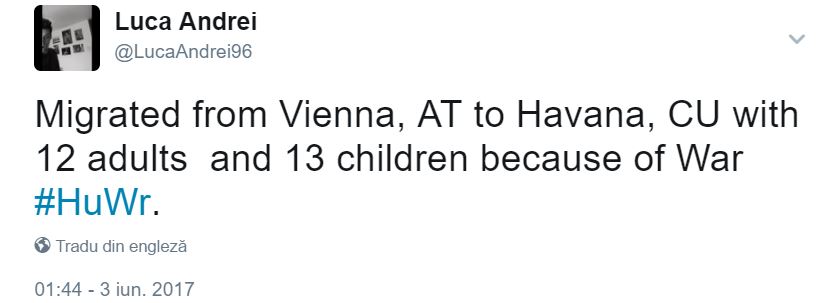 Luca Andrei
@LucaAndrei96
Migrated from Vienna, AT to Havana, CU with
12 adults  and 13 children because of War
#HuWr.
Tradu din engleză
01:44 - 3 iun. 2017